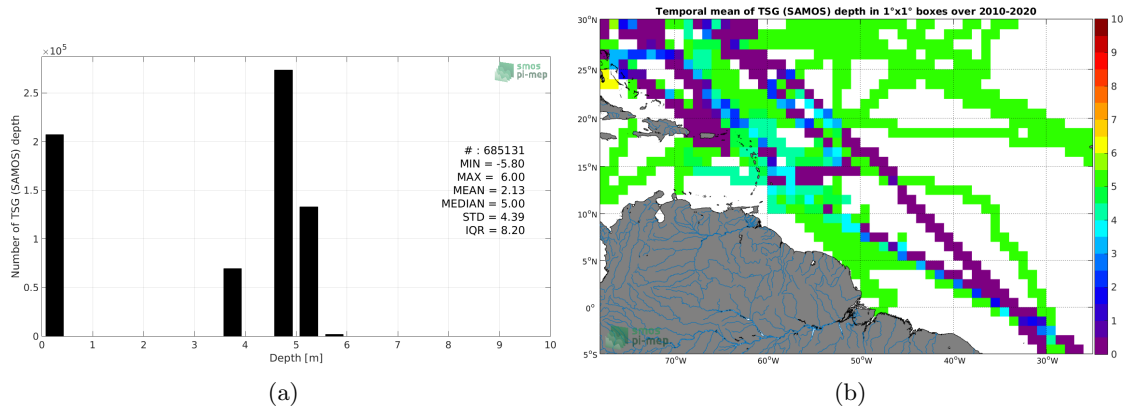 ×10⁵
smos
pi-mep
2.5
2
1.5
1
0.5
0
Number of TSG (SAMOS) depth
# : 685131
MIN = -5.80
MAX = 6.00
MEAN = 2.13
MEDIAN = 5.00
STD = 4.39
IQR = 8.20
0 1 2 3 4 5 6 7 8 9 10
Depth [m]
(a)
Temporal mean of TSG (SAMOS) depth in 1°x1° boxes over 2010-2020
30°N
25°N
20°N
15°N
10°N
5°N
0°
5°S
70°W 60°W 50°W 40°W 30°W
smos
pi-mep
10
9
8
7
6
5
4
3
2
1
0
(b)